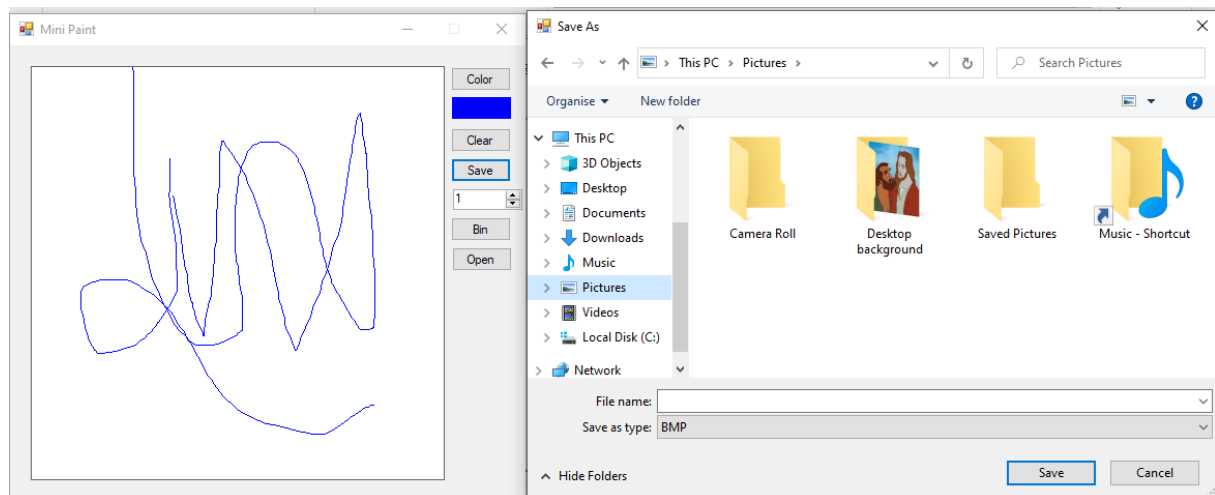 Mini Paint
Color
Clear
Save
1
Bin
Open
Save As
This PC > Pictures >
Search Pictures
Organise
New folder
This PC
3D Objects
Desktop
Documents
Downloads
Music
Pictures
Videos
Local Disk (C:)
Network
Camera Roll
Desktop
background
Saved Pictures
Music - Shortcut
File name:
Save as type: BMP
Hide Folders
Save
Cancel